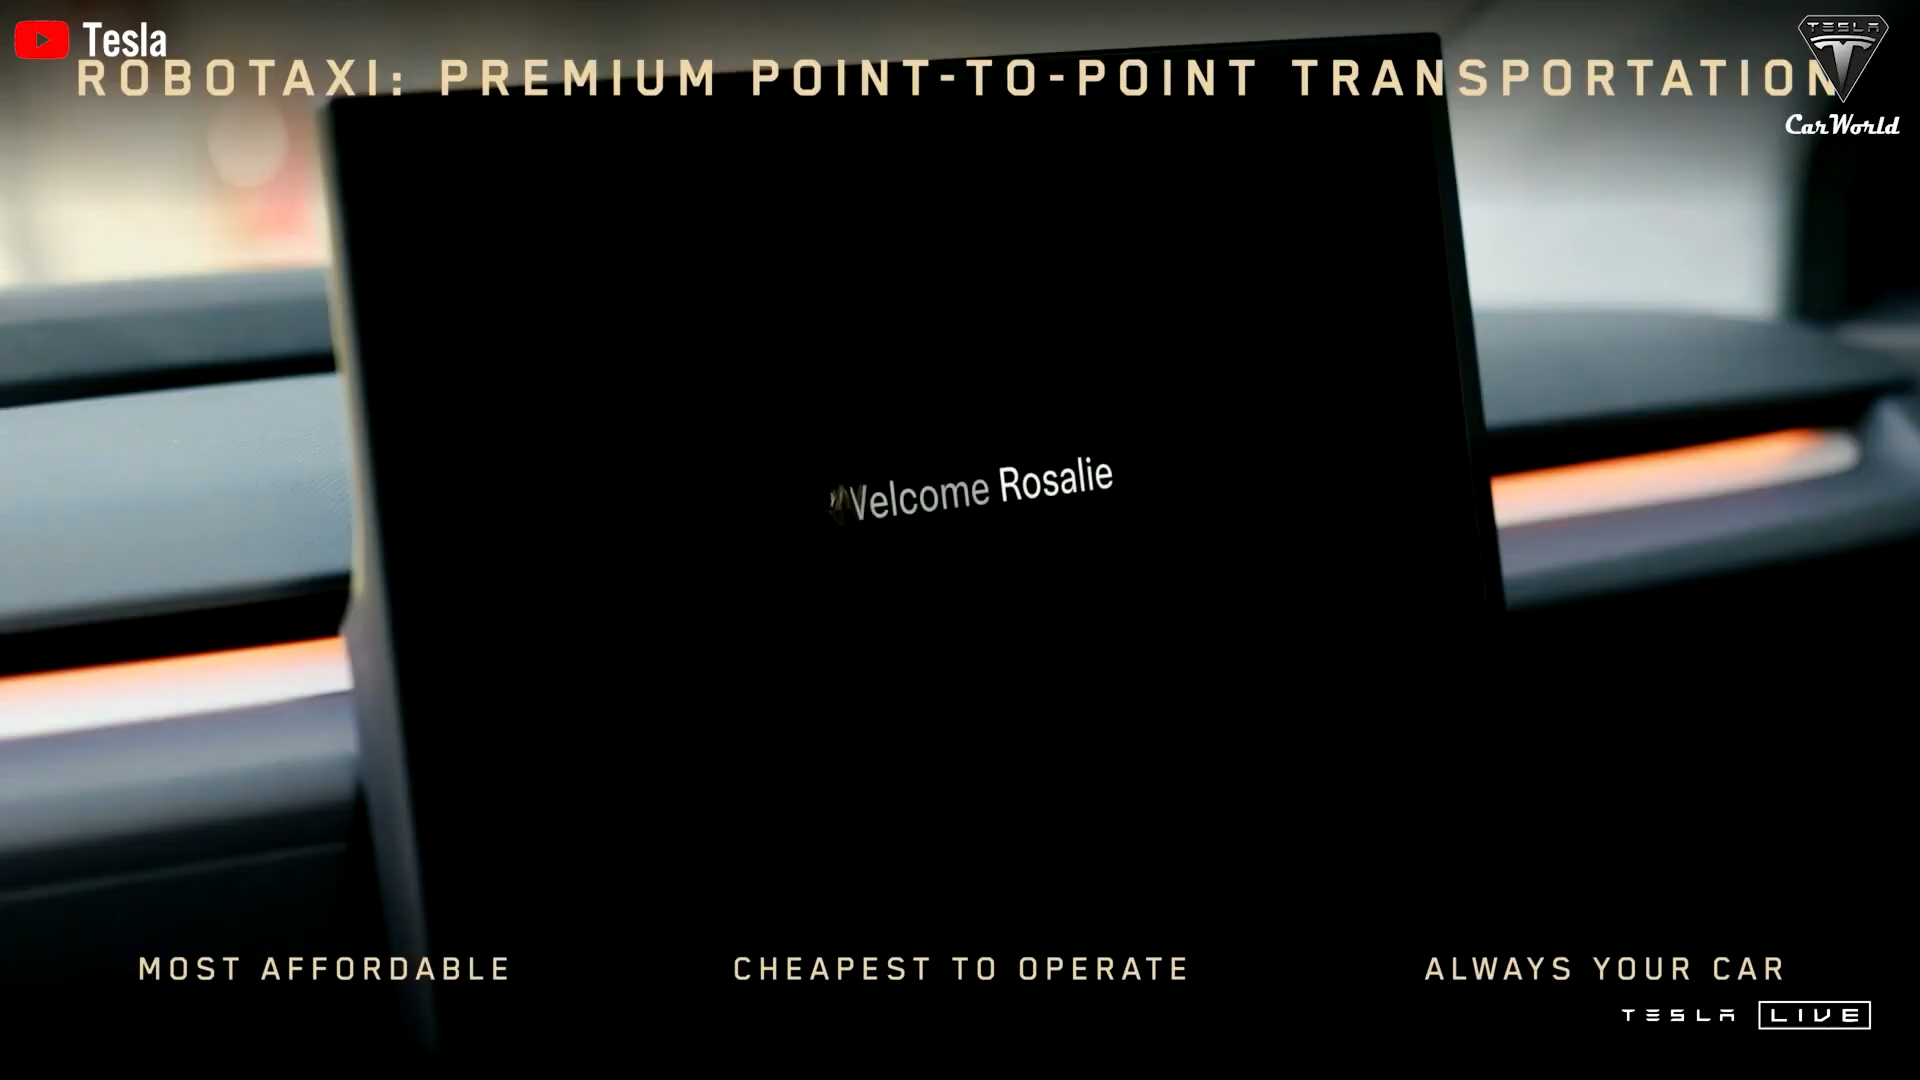 Tesla
ROBOTAXI: PREMIUM POINT-TO-POINT TRANSPORTATION
TESLA
CarWorld
Welcome Rosalie
MOST AFFORDABLE
CHEAPEST TO OPERATE
ALWAYS YOUR CAR
TESLA LIVE